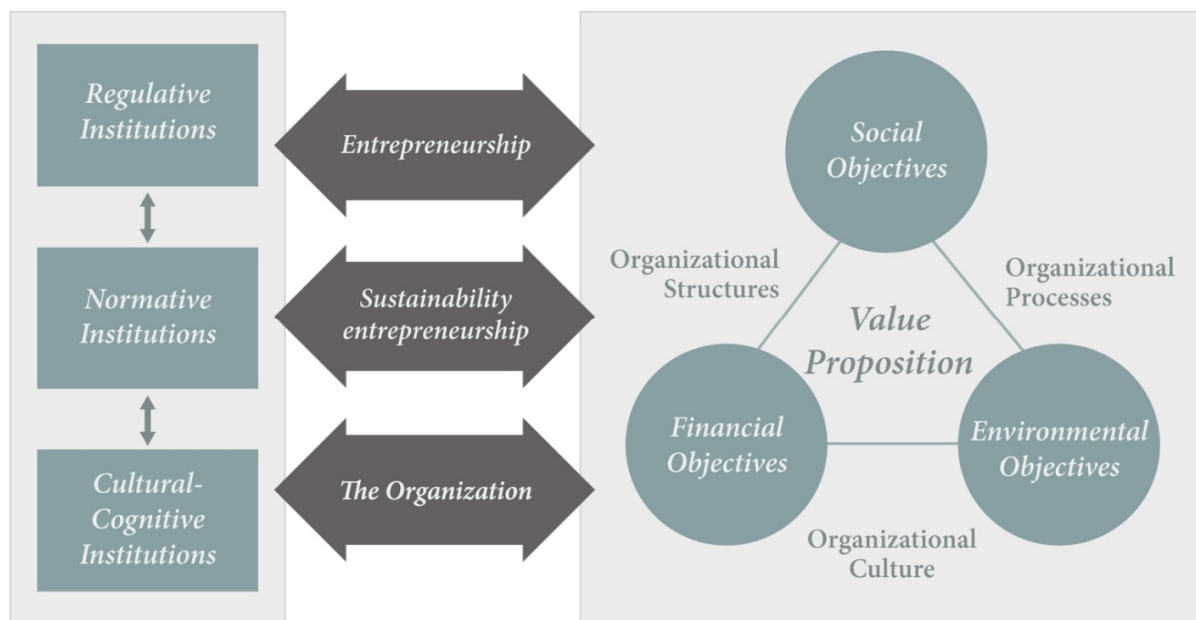 Regulative
Institutions
Normative
Institutions
Cultural-
Cognitive
Institutions
Entrepreneurship
Sustainability
entrepreneurship
The Organization
Social
Objectives
Organizational
Structures
Organizational
Processes
Value
Proposition
Financial
Objectives
Environmental
Objectives
Organizational
Culture